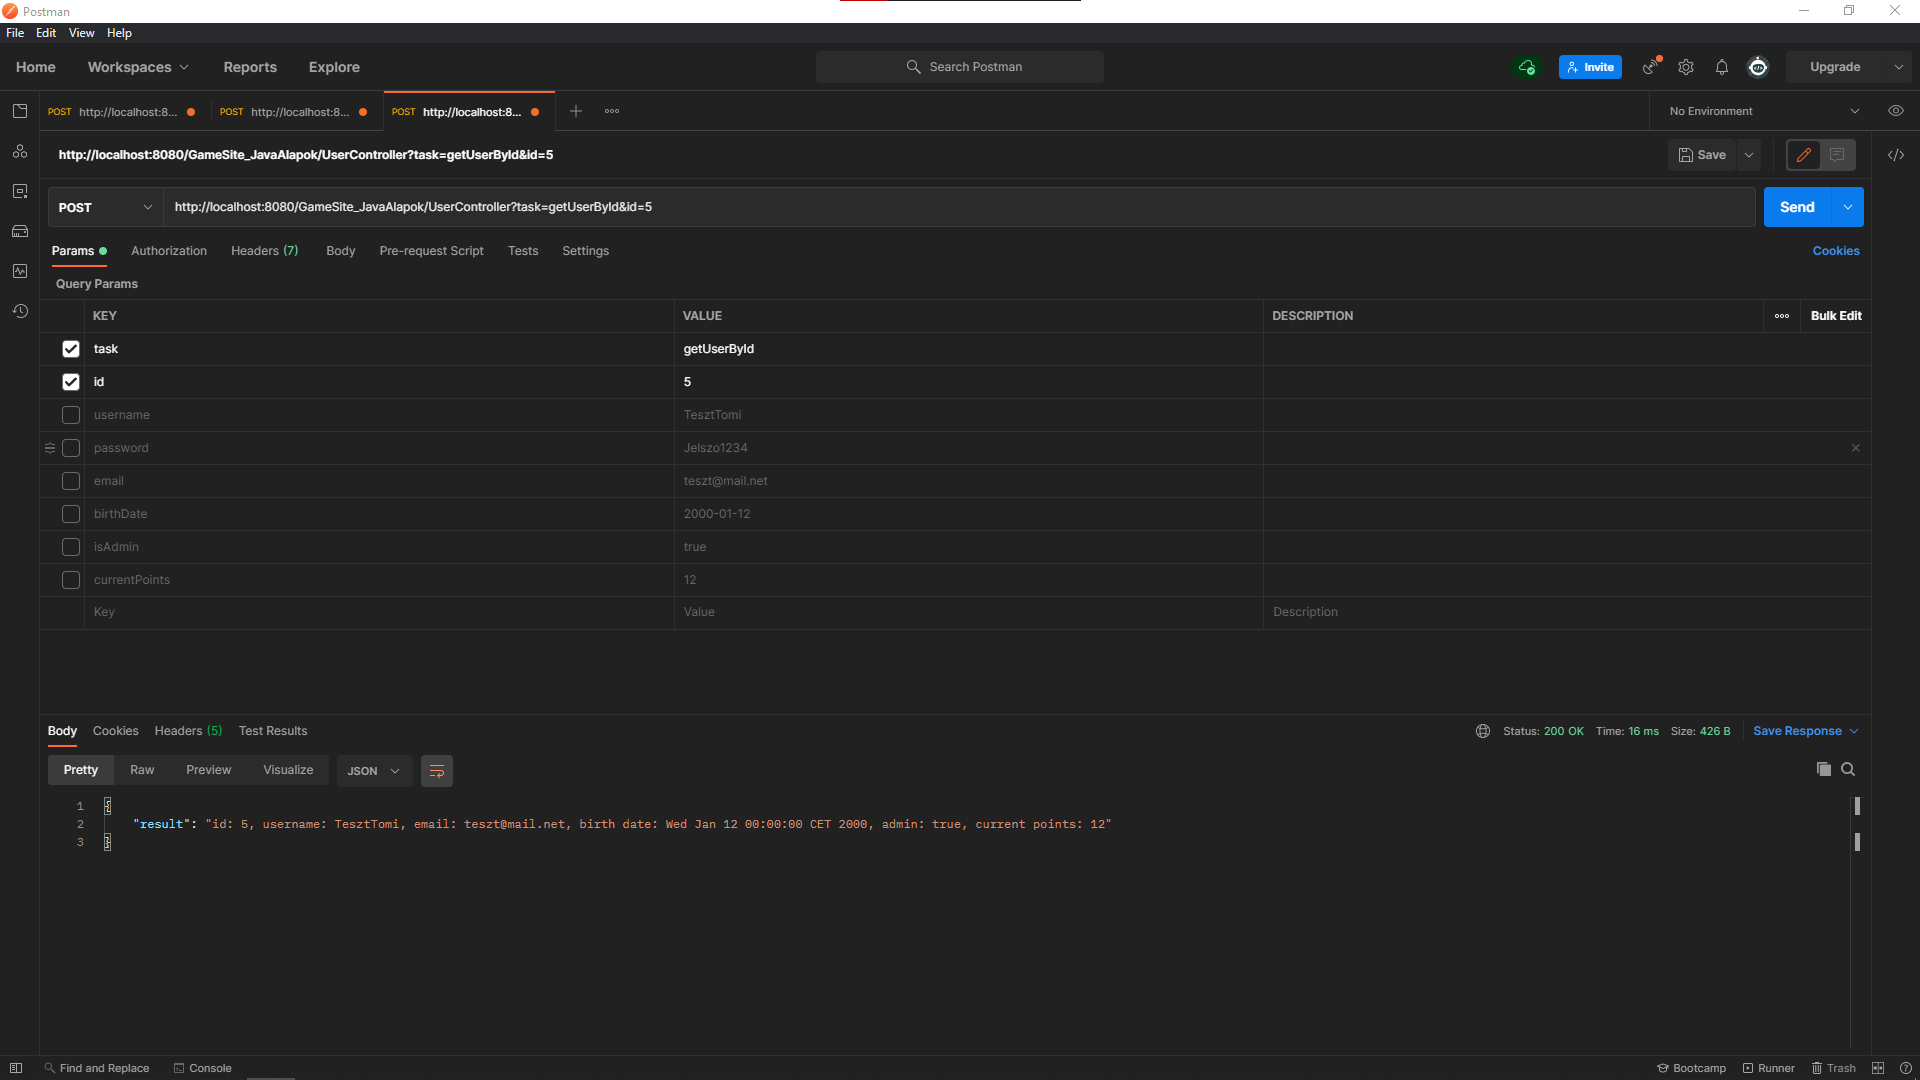 Postman
File Edit View Help
Home Workspaces Reports Explore Search Postman Invite Upgrade
POST http://localhost:8... POST http://localhost:8... POST http://localhost:8... No Environment
http://localhost:8080/GameSite_JavaAlapok/UserController?task=getUserById&id=5 Save
POST http://localhost:8080/GameSite_JavaAlapok/UserController?task=getUserById&id=5 Send
Params Authorization Headers (7) Body Pre-request Script Tests Settings Cookies
Query Params
KEY VALUE DESCRIPTION Bulk Edit
task getUserById
id 5
username TesztTomi
password Jelszo1234
email teszt@mail.net
birthDate 2000-01-12
isAdmin true
currentPoints 12
Key Value Description
Body Cookies Headers (5) Test Results Status: 200 OK Time: 16 ms Size: 426 B Save Response
Pretty Raw Preview Visualize JSON
1 {
2 "result": "id: 5, username: TesztTomi, email: teszt@mail.net, birth date: Wed Jan 12 00:00:00 CET 2000, admin: true, current points: 12"
3 }
Find and Replace Console Bootcamp Runner Trash